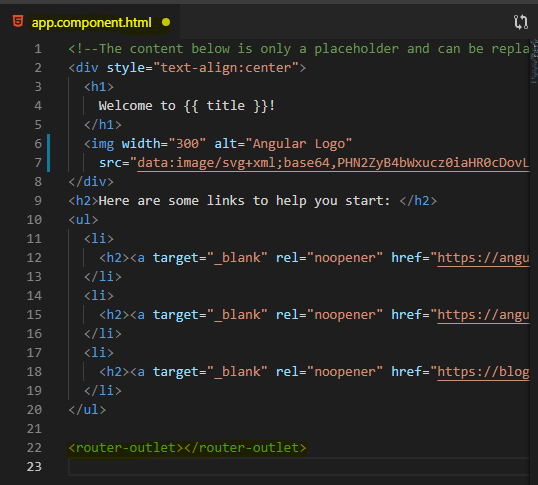 app.component.html
1 <!--The content below is only a placeholder and can be repla
2 <div style="text-align:center">
3 <h1>
4 Welcome to {{ title }}!
5 </h1>
6 <img width="300" alt="Angular Logo"
7 src="data:image/svg+xml;base64,PHN2ZyB4bWxucz0iaHR0cDovL
8 </div>
9 <h2>Here are some links to help you start: </h2>
10 <ul>
11 <li>
12 <h2><a target="_blank" rel="noopener" href="https://angu
13 </li>
14 <li>
15 <h2><a target="_blank" rel="noopener" href="https://angu
16 </li>
17 <li>
18 <h2><a target="_blank" rel="noopener" href="https://blog
19 </li>
20 </ul>
21
22 <router-outlet></router-outlet>
23